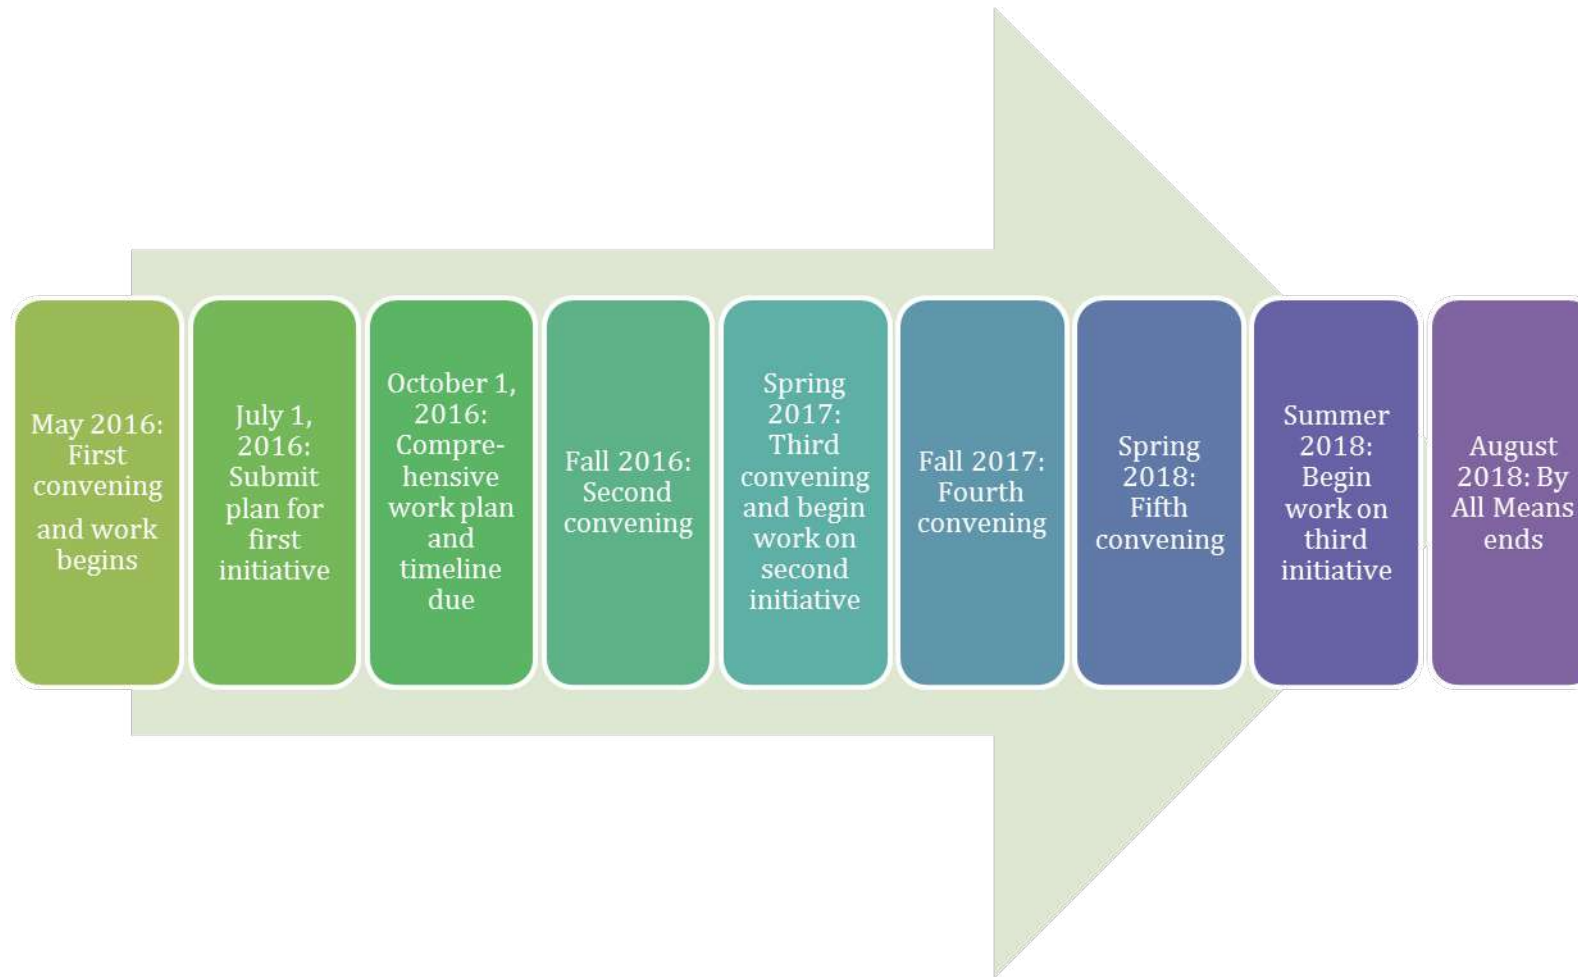 May 2016:
First
convening
and work
begins
July 1,
2016:
Submit
plan for
first
initiative
October 1,
2016:
Compre-
hensive
work plan
and
timeline
due
Fall 2016:
Second
convening
Spring
2017:
Third
convening
and begin
work on
second
initiative
Fall 2017:
Fourth
convening
Spring
2018:
Fifth
convening
Summer
2018:
Begin
work on
third
initiative
August
2018: By
All Means
ends